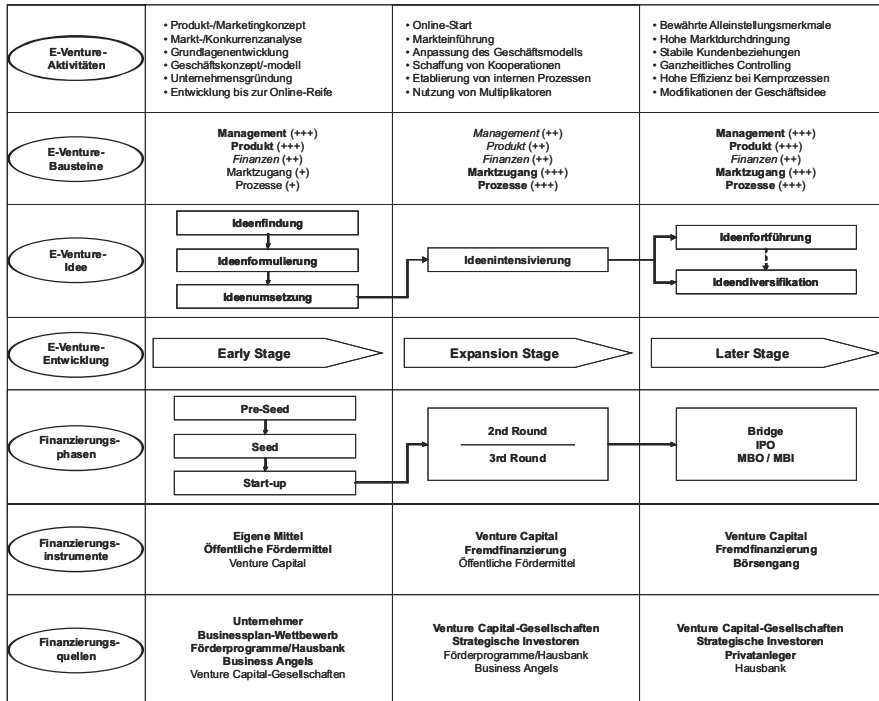 E-Venture-
Aktivitäten
• Produkt-/Marketingkonzept
• Markt-/Konkurrenzanalyse
• Grundlagenentwicklung
• Geschäftskonzept/-modell
• Unternehmensgründung
• Entwicklung bis zur Online-Reife
• Online-Start
• Markteinführung
• Anpassung des Geschäftsmodells
• Schaffung von Kooperationen
• Etablierung von internen Prozessen
• Nutzung von Multiplikatoren
• Bewährte Alleinstellungsmerkmale
• Hohe Marktdurchdringung
• Stabile Kundenbeziehungen
• Ganzheitliches Controlling
• Hohe Effizienz bei Kernprozessen
• Modifikationen der Geschäftsidee
E-Venture-
Bausteine
Management (+++)
Produkt (+++)
Finanzen (++)
Marktzugang (+)
Prozesse (+)
Management (++)
Produkt (++)
Finanzen (++)
Marktzugang (+++)
Prozesse (+++)
Management (+++)
Produkt (+++)
Finanzen (++)
Marktzugang (+++)
Prozesse (+++)
E-Venture-
Idee
Ideenfindung
Ideenformulierung
Ideenumsetzung
Ideenintensivierung
Ideenfortführung
Ideendiversifikation
E-Venture-
Entwicklung
Early Stage
Expansion Stage
Later Stage
Finanzierungs-
phasen
Pre-Seed
Seed
Start-up
2nd Round
3rd Round
Bridge
IPO
MBO / MBI
Finanzierungs-
instrumente
Eigene Mittel
Öffentliche Fördermittel
Venture Capital
Venture Capital
Fremdfinanzierung
Öffentliche Fördermittel
Venture Capital
Fremdfinanzierung
Börsengang
Finanzierungs-
quellen
Unternehmer
Businessplan-Wettbewerb
Förderprogramme/Hausbank
Business Angels
Venture Capital-Gesellschaften
Venture Capital-Gesellschaften
Strategische Investoren
Förderprogramme/Hausbank
Business Angels
Venture Capital-Gesellschaften
Strategische Investoren
Privatanleger
Hausbank